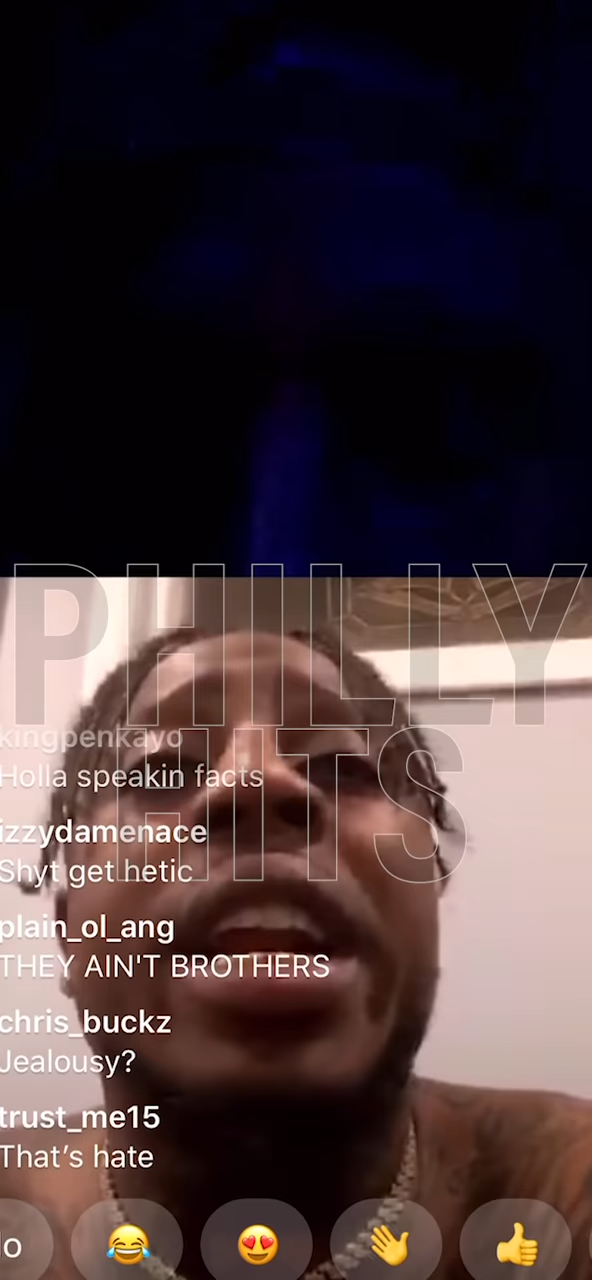 PHILLY
HITS
kingpenkayo
Holla speakin facts
izzydamenace
Shyt get hetic
plain_ol_ang
THEY AIN'T BROTHERS
chris_buckz
Jealousy?
trust_me15
That's hate
lo